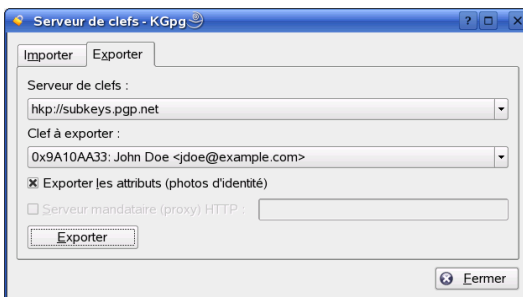 Serveur de clefs - KGpg
Importer Exporter
Serveur de clefs :
hkp://subkeys.pgp.net
Clef à exporter :
0x9A10AA33: John Doe <jdoe@example.com>
Exporter les attributs (photos d'identité)
Serveur mandataire (proxy) HTTP :
Exporter
Fermer